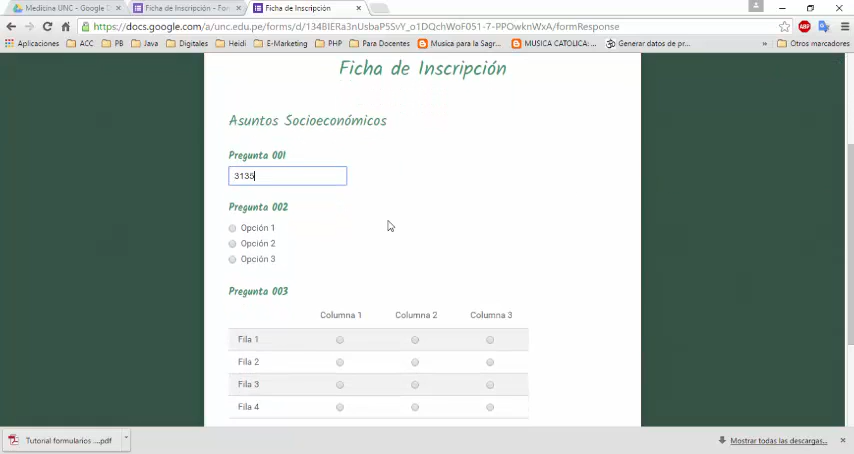 Medicina UNC - Google
Ficha de Inscripción - For
Ficha de Inscripción
https://docs.google.com/a/unc.edu.pe/forms/d/134BIERa3nUsbaP5SvY_o1DQchWoF051-7-PPOwknWxA/formResponse
Aplicaciones ACC PB Java Digitales Heidi E-Marketing PHP Para Docentes Musica para la Sagr... MUSICA CATOLICA: ... Generar datos de pr... » Otros marcadores
Ficha de Inscripción
Asuntos Socioeconómicos
Pregunta 001
3135
Pregunta 002
Opción 1
Opción 2
Opción 3
Pregunta 003
Columna 1 Columna 2 Columna 3
Fila 1
Fila 2
Fila 3
Fila 4
Tutorial formularios ....pdf
Mostrar todas las descargas...